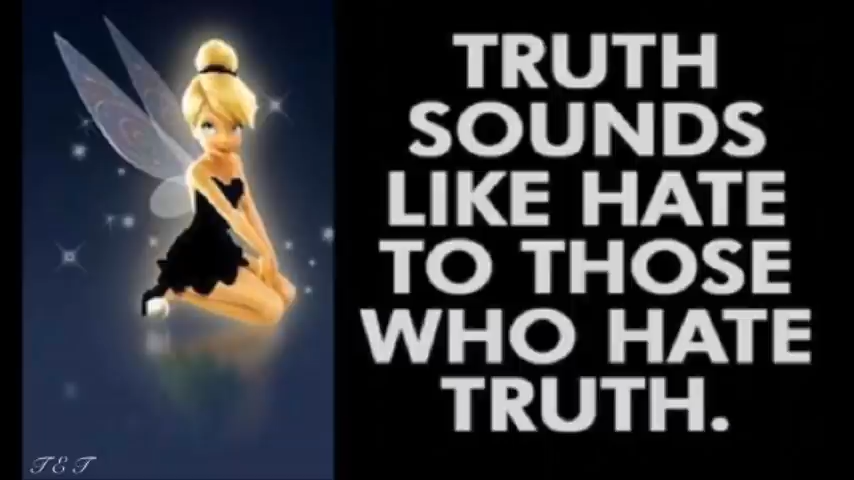 TRUTH
SOUNDS
LIKE HATE
TO THOSE
WHO HATE
TRUTH.
T&T